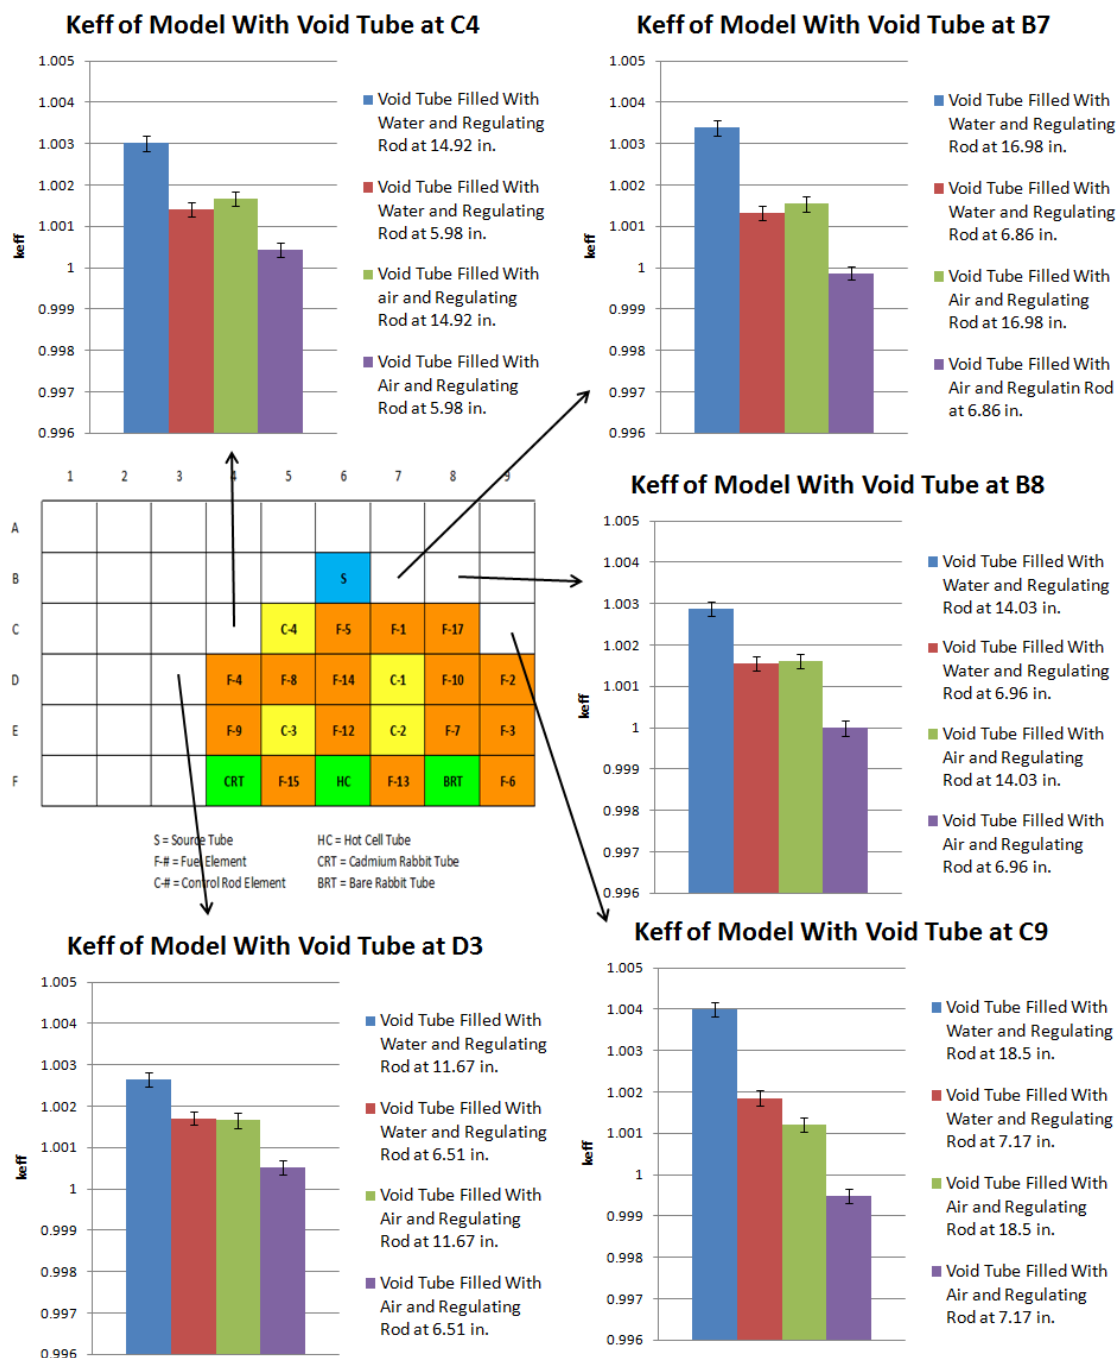 Keff of Model With Void Tube at C4
1.005
1.004
1.003
1.002
1.001
1
0.999
0.998
0.997
0.996
keff
Void Tube Filled With
Water and Regulating
Rod at 14.92 in.
Void Tube Filled With
Water and Regulating
Rod at 5.98 in.
Void Tube Filled With
air and Regulating
Rod at 14.92 in.
Void Tube Filled With
Air and Regulating
Rod at 5.98 in.
Keff of Model With Void Tube at B7
1.005
1.004
1.003
1.002
1.001
1
0.999
0.998
0.997
0.996
keff
Void Tube Filled With
Water and Regulating
Rod at 16.98 in.
Void Tube Filled With
Water and Regulating
Rod at 6.86 in.
Void Tube Filled With
Air and Regulating
Rod at 16.98 in.
Void Tube Filled With
Air and Regulatin Rod
at 6.86 in.
1 2 3 4 5 6 7 8 9
A
B S
C C-4 F-5 F-1 F-17
D F-4 F-8 F-14 C-1 F-10 F-2
E F-9 C-3 F-12 C-2 F-7 F-3
F CRT F-15 HC F-13 BRT F-6
S = Source Tube HC = Hot Cell Tube
F-# = Fuel Element CRT = Cadmium Rabbit Tube
C-# = Control Rod Element BRT = Bare Rabbit Tube
Keff of Model With Void Tube at B8
1.005
1.004
1.003
1.002
1.001
1
0.999
0.998
0.997
0.996
keff
Void Tube Filled With
Water and Regulating
Rod at 14.03 in.
Void Tube Filled With
Water and Regulating
Rod at 6.96 in.
Void Tube Filled With
Air and Regulating
Rod at 14.03 in.
Void Tube Filled With
Air and Regulating
Rod at 6.96 in.
Keff of Model With Void Tube at D3
1.005
1.004
1.003
1.002
1.001
1
0.999
0.998
0.997
0.996
keff
Void Tube Filled With
Water and Regulating
Rod at 11.67 in.
Void Tube Filled With
Water and Regulating
Rod at 6.51 in.
Void Tube Filled With
Air and Regulating
Rod at 11.67 in.
Void Tube Filled With
Air and Regulating
Rod at 6.51 in.
Keff of Model With Void Tube at C9
1.005
1.004
1.003
1.002
1.001
1
0.999
0.998
0.997
0.996
keff
Void Tube Filled With
Water and Regulating
Rod at 18.5 in.
Void Tube Filled With
Water and Regulating
Rod at 7.17 in.
Void Tube Filled With
Air and Regulating
Rod at 18.5 in.
Void Tube Filled With
Air and Regulating
Rod at 7.17 in.